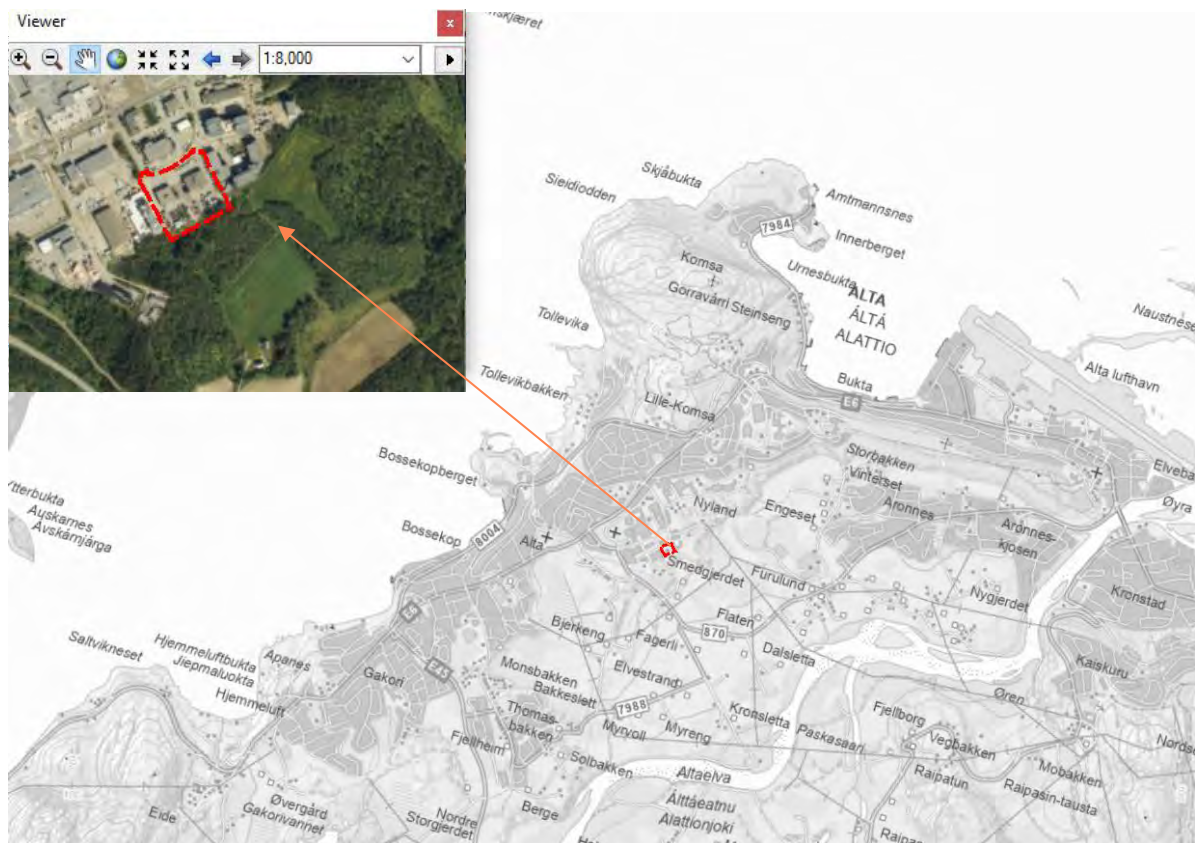 Viewer
x
1:8,000
Skjåbukta
Sieidiodden
Amtmannsnes
7984
Innerberget
Komsa
Urnesbukta
Gorravárri Steinseng
ALTA
ÁLTÁ
ALATTIO
Naustnes
Tollevika
Alta lufthavn
Tollevikbakken
Bukta
E6
Lille-Komsa
Bossekopberget
Storbakken
Vinterset
Elveba
Ytterbukta
Auskarnes
Ávskárnjárga
Nyland
Engeset
Aronnes
Øyra
Bossekop
8004
Alta
Aronnes-
kjosen
Smedgjerdet
Furulund
Nygjerdet
Kronstad
E6
Flaten
Bjerkeng
Fagerli
870
Saltvikneset
Hjemmeluftbukta
Jiepmaluokta
Apanes
Dalsletta
Hjemmeluft
Gakori
E45
Monsbakken
Bakkeslett
Elvestrand
Kaiskuru
Øren
7988
Kronsletta
Thomas-
bakken
Myrvoll
Myreng
Paskasaari
Fjellborg
Vegbakken
Nords
Fjellheim
Solbakken
Altaelva
Raipatun
Mobakken
Raipasin-tausta
Eide
Øvergård
Gakorivannet
Nordre
Storgjerdet
Berge
Álttáeatnu
Alattionjoki
Raipas